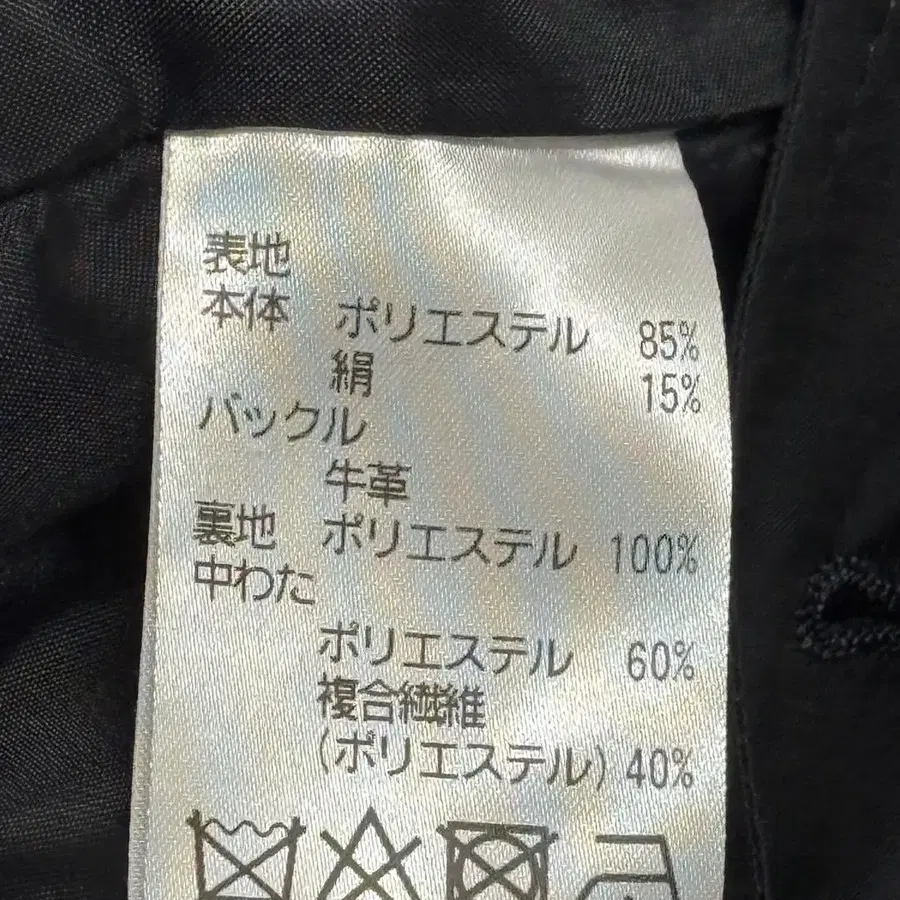 表地
本体 ポリエステル 85%
絹 15%
バックル
牛革
裏地 ポリエステル 100%
中わた
ポリエステル 60%
複合繊維
(ポリエステル) 40%